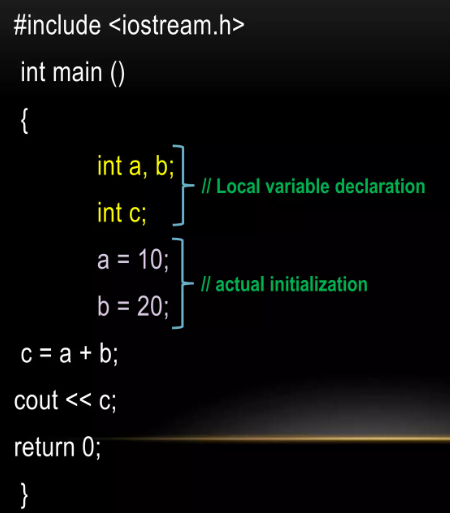 #include <iostream.h>
int main ()
{
int a, b;
int c;
// Local variable declaration
a = 10;
b = 20;
// actual initialization
c = a + b;
cout << c;
return 0;
}